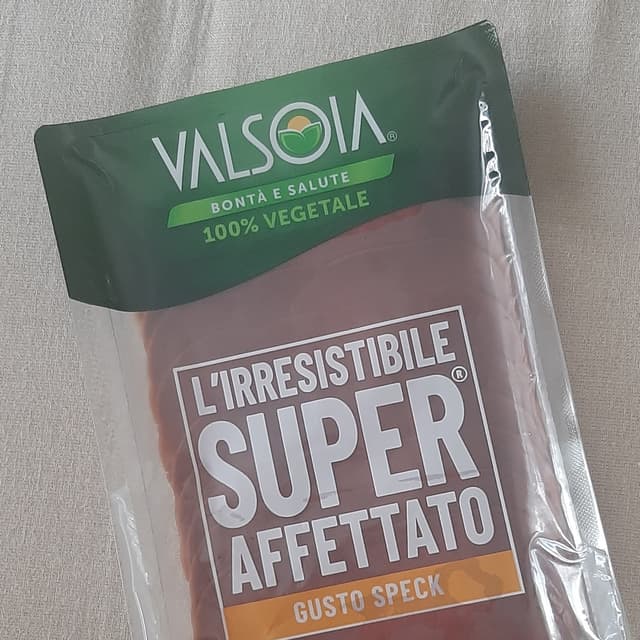 VALSOIA®
BONTÀ E SALUTE
100% VEGETALE
L'IRRESISTIBILE
SUPER®
AFFETTATO
GUSTO SPECK